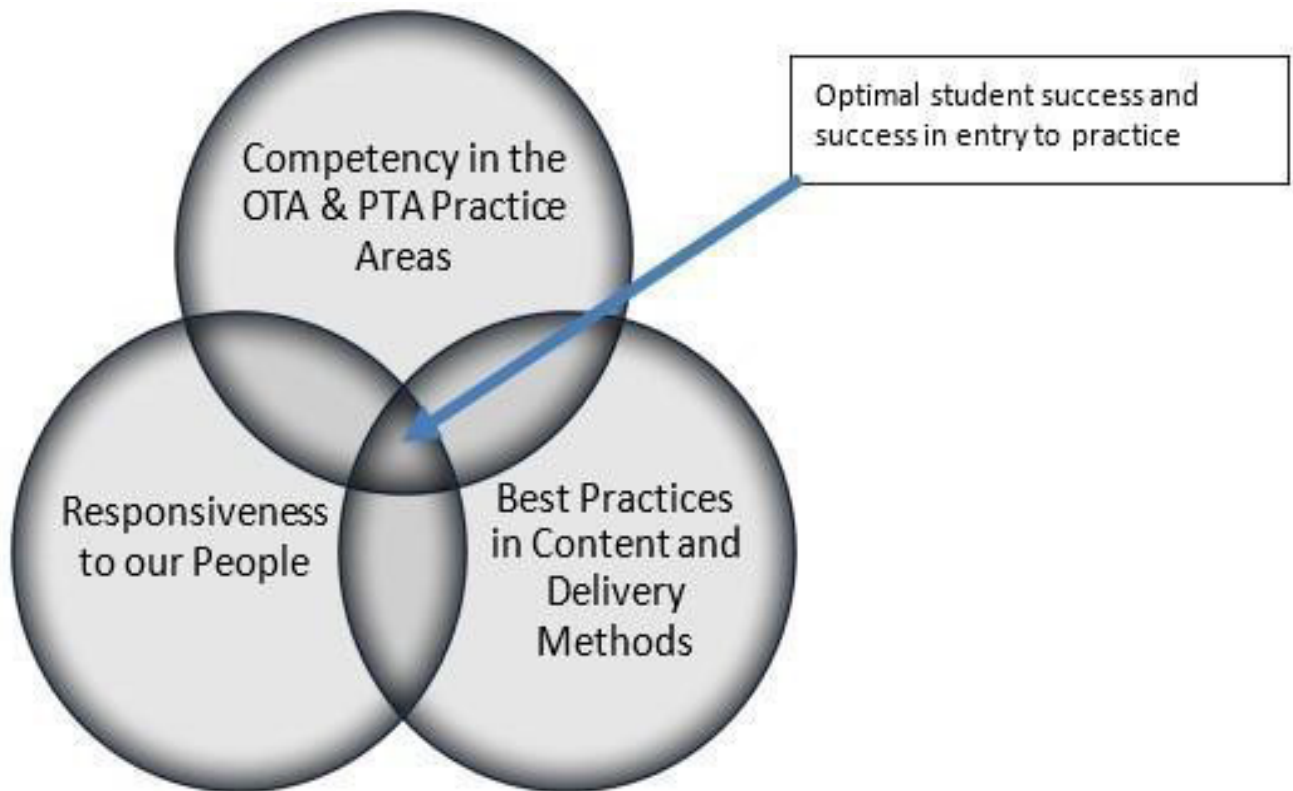 Competency in the
OTA & PTA Practice
Areas
Optimal student success and
success in entry to practice
Responsiveness
to our People
Best Practices
in Content and
Delivery
Methods